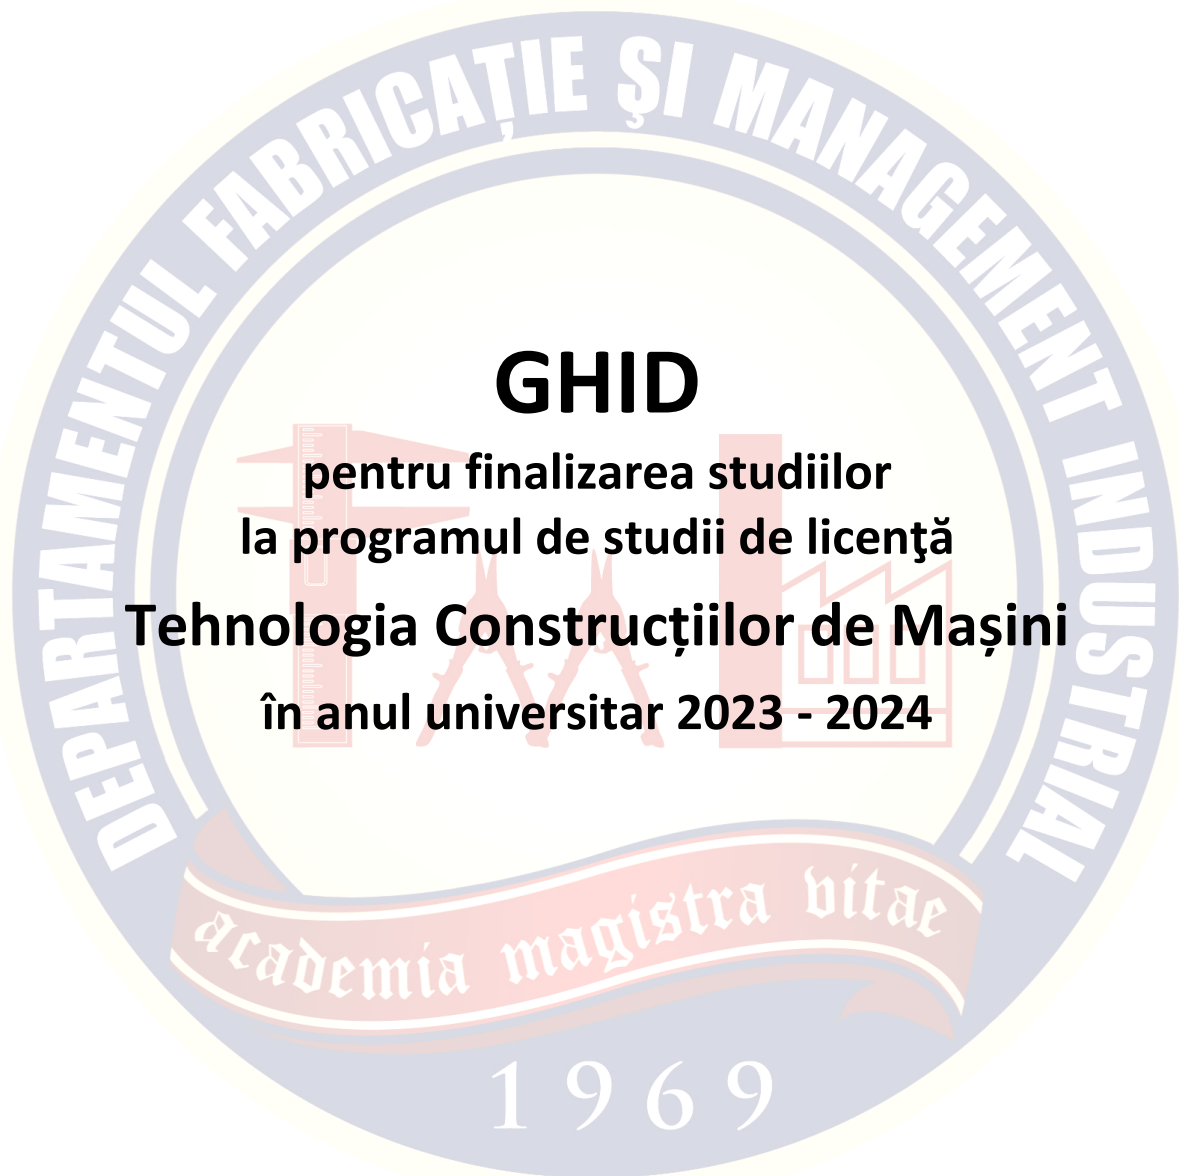 DEPARTAMENTUL FABRICAŢIE ŞI MANAGEMENT INDUSTRIAL
GHID
pentru finalizarea studiilor
la programul de studii de licenţă
Tehnologia Construcțiilor de Mașini
în anul universitar 2023 - 2024
academia magistra vitae
1969